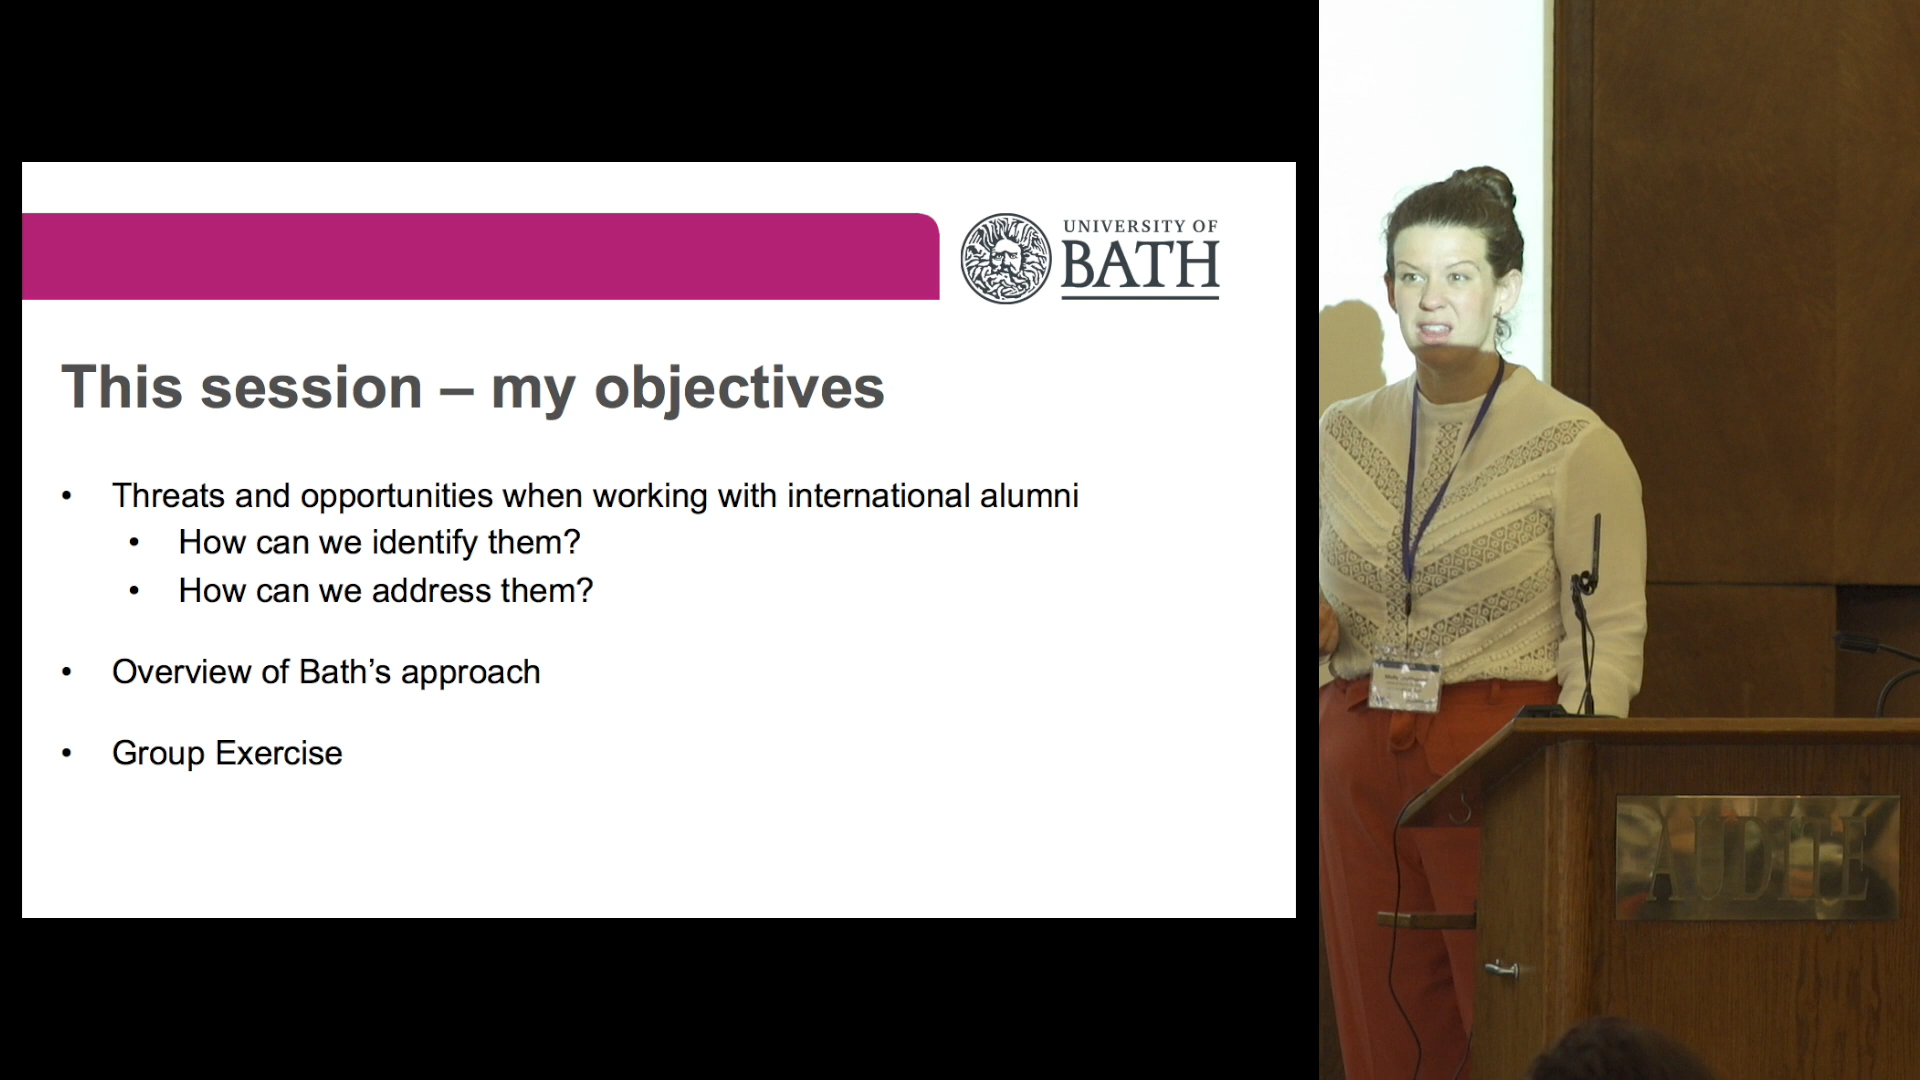 UNIVERSITY OF
BATH
This session – my objectives
• Threats and opportunities when working with international alumni
• How can we identify them?
• How can we address them?
• Overview of Bath’s approach
• Group Exercise
AUDITE